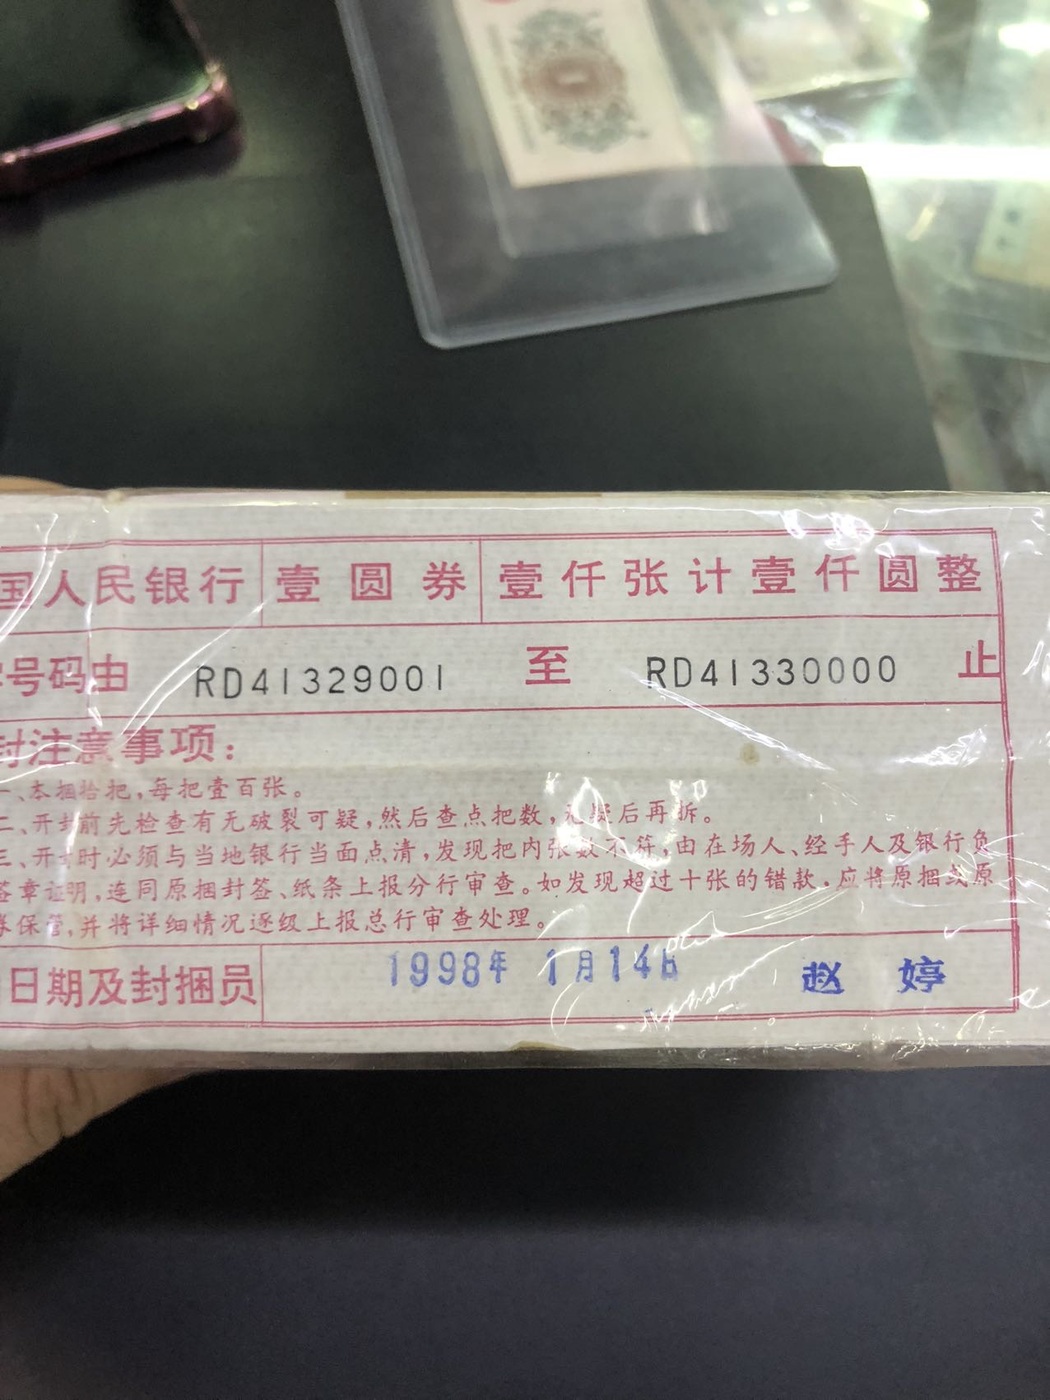 国人民银行 壹圆券 壹仟张计壹仟圆整
号码由 RD41329001 至 RD41330000 止
封注意事项：
一、本捆拾把，每把壹百张。
二、开封前先检查有无破裂可疑，然后查点把数，无疑后再拆。
三、开封时必须与当地银行当面点清，发现把内张数不符，由在场人、经手人及银行负
签章证明，连同原捆封签、纸条上报分行审查。如发现超过十张的错款，应将原捆或原
券保管，并将详细情况逐级上报总行审查处理。
日期及封捆员 1998年 1月14日 赵 婷